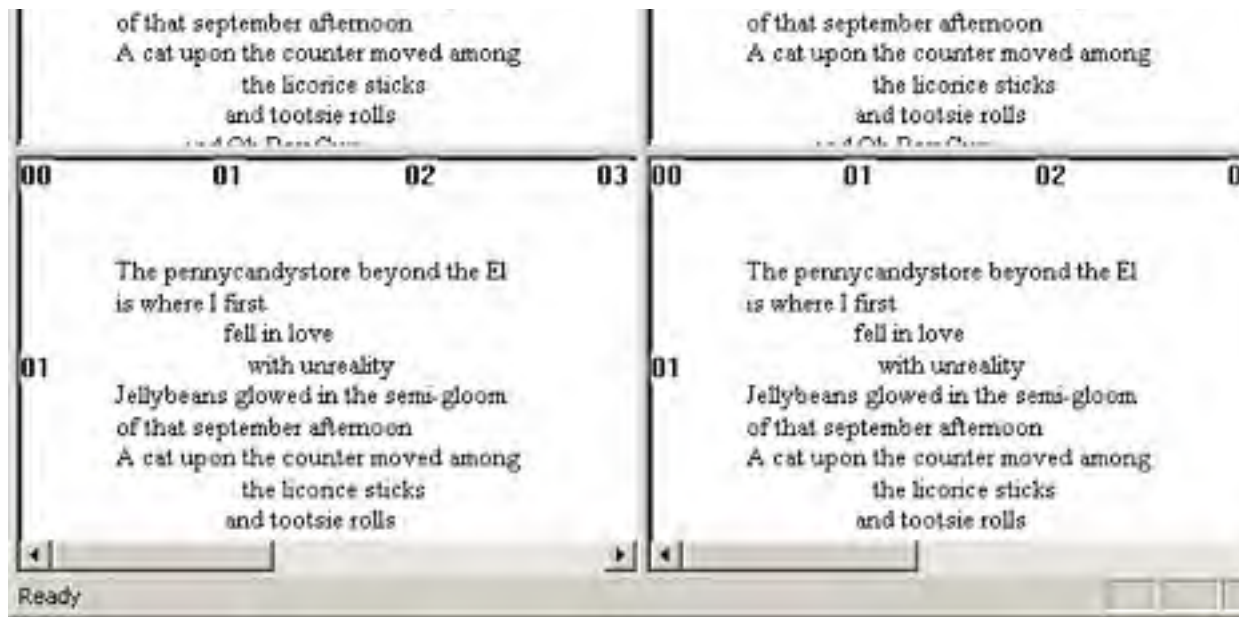 of that september afternoon
A cat upon the counter moved among
the licorice sticks
and tootsie rolls
of that september afternoon
A cat upon the counter moved among
the licorice sticks
and tootsie rolls
00 01 02 03
The pennycandystore beyond the El
is where I first
fell in love
with unreality
01
Jellybeans glowed in the semi-gloom
of that september afternoon
A cat upon the counter moved among
the licorice sticks
and tootsie rolls
00 01 02
The pennycandystore beyond the El
is where I first
fell in love
with unreality
01
Jellybeans glowed in the semi-gloom
of that september afternoon
A cat upon the counter moved among
the licorice sticks
and tootsie rolls
Ready